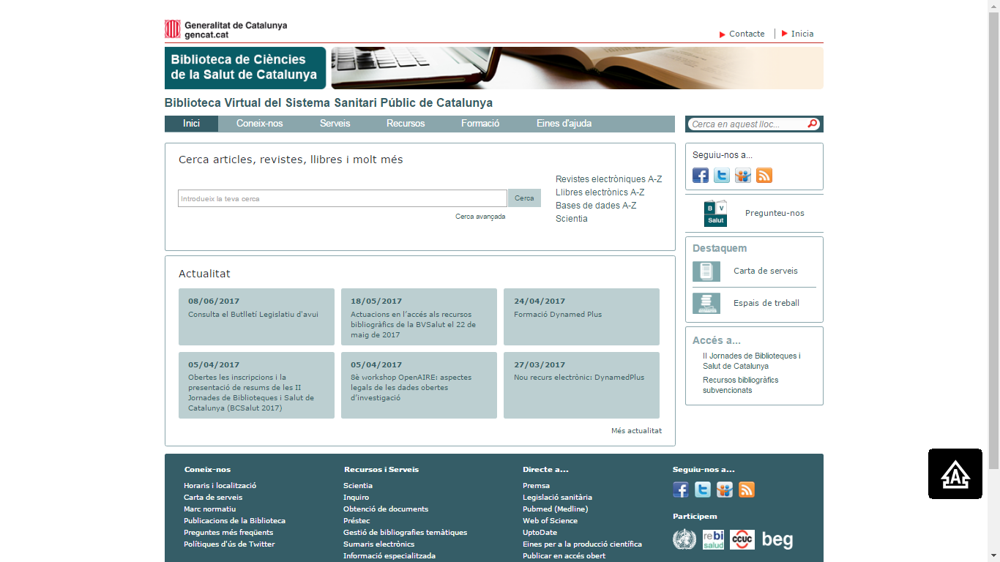 Generalitat de Catalunya
gencat.cat
Contacte
Inicia
Biblioteca de Ciències
de la Salut de Catalunya
Biblioteca Virtual del Sistema Sanitari Públic de Catalunya
Inici
Coneix-nos
Serveis
Recursos
Formació
Eines d'ajuda
Cerca en aquest lloc...
Cerca articles, revistes, llibres i molt més
Introdueix la teva cerca
Cerca
Cerca avançada
Revistes electròniques A-Z
Llibres electrònics A-Z
Bases de dades A-Z
Scientia
Seguiu-nos a...
B V
Salut
Pregunteu-nos
Destaquem
Carta de serveis
Espais de treball
Accés a...
II Jornades de Biblioteques i
Salut de Catalunya
Recursos bibliogràfics
subvencionats
Actualitat
08/06/2017
Consulta el Butlletí Legislatiu d'avui
18/05/2017
Actuacions en l'accés als recursos
bibliogràfics de la BVSalut el 22 de
maig de 2017
24/04/2017
Formació Dynamed Plus
05/04/2017
Obertes les inscripcions i la
presentació de resums de les II
Jornades de Biblioteques i Salut de
Catalunya (BCSalut 2017)
05/04/2017
8è workshop OpenAIRE: aspectes
legals de les dades obertes
d'investigació
27/03/2017
Nou recurs electrònic: DynamedPlus
Més actualitat
Coneix-nos
Horaris i localització
Carta de serveis
Marc normatiu
Publicacions de la Biblioteca
Preguntes més freqüents
Polítiques d'ús de Twitter
Recursos i Serveis
Scientia
Inquiro
Obtenció de documents
Préstec
Gestió de bibliografies temàtiques
Sumaris electrònics
Informació especialitzada
Directe a...
Premsa
Legislació sanitària
Pubmed (Medline)
Web of Science
UptoDate
Eines per a la producció científica
Publicar en accés obert
Seguiu-nos a...
Participem
rebi
salud
CCUC
beg
A